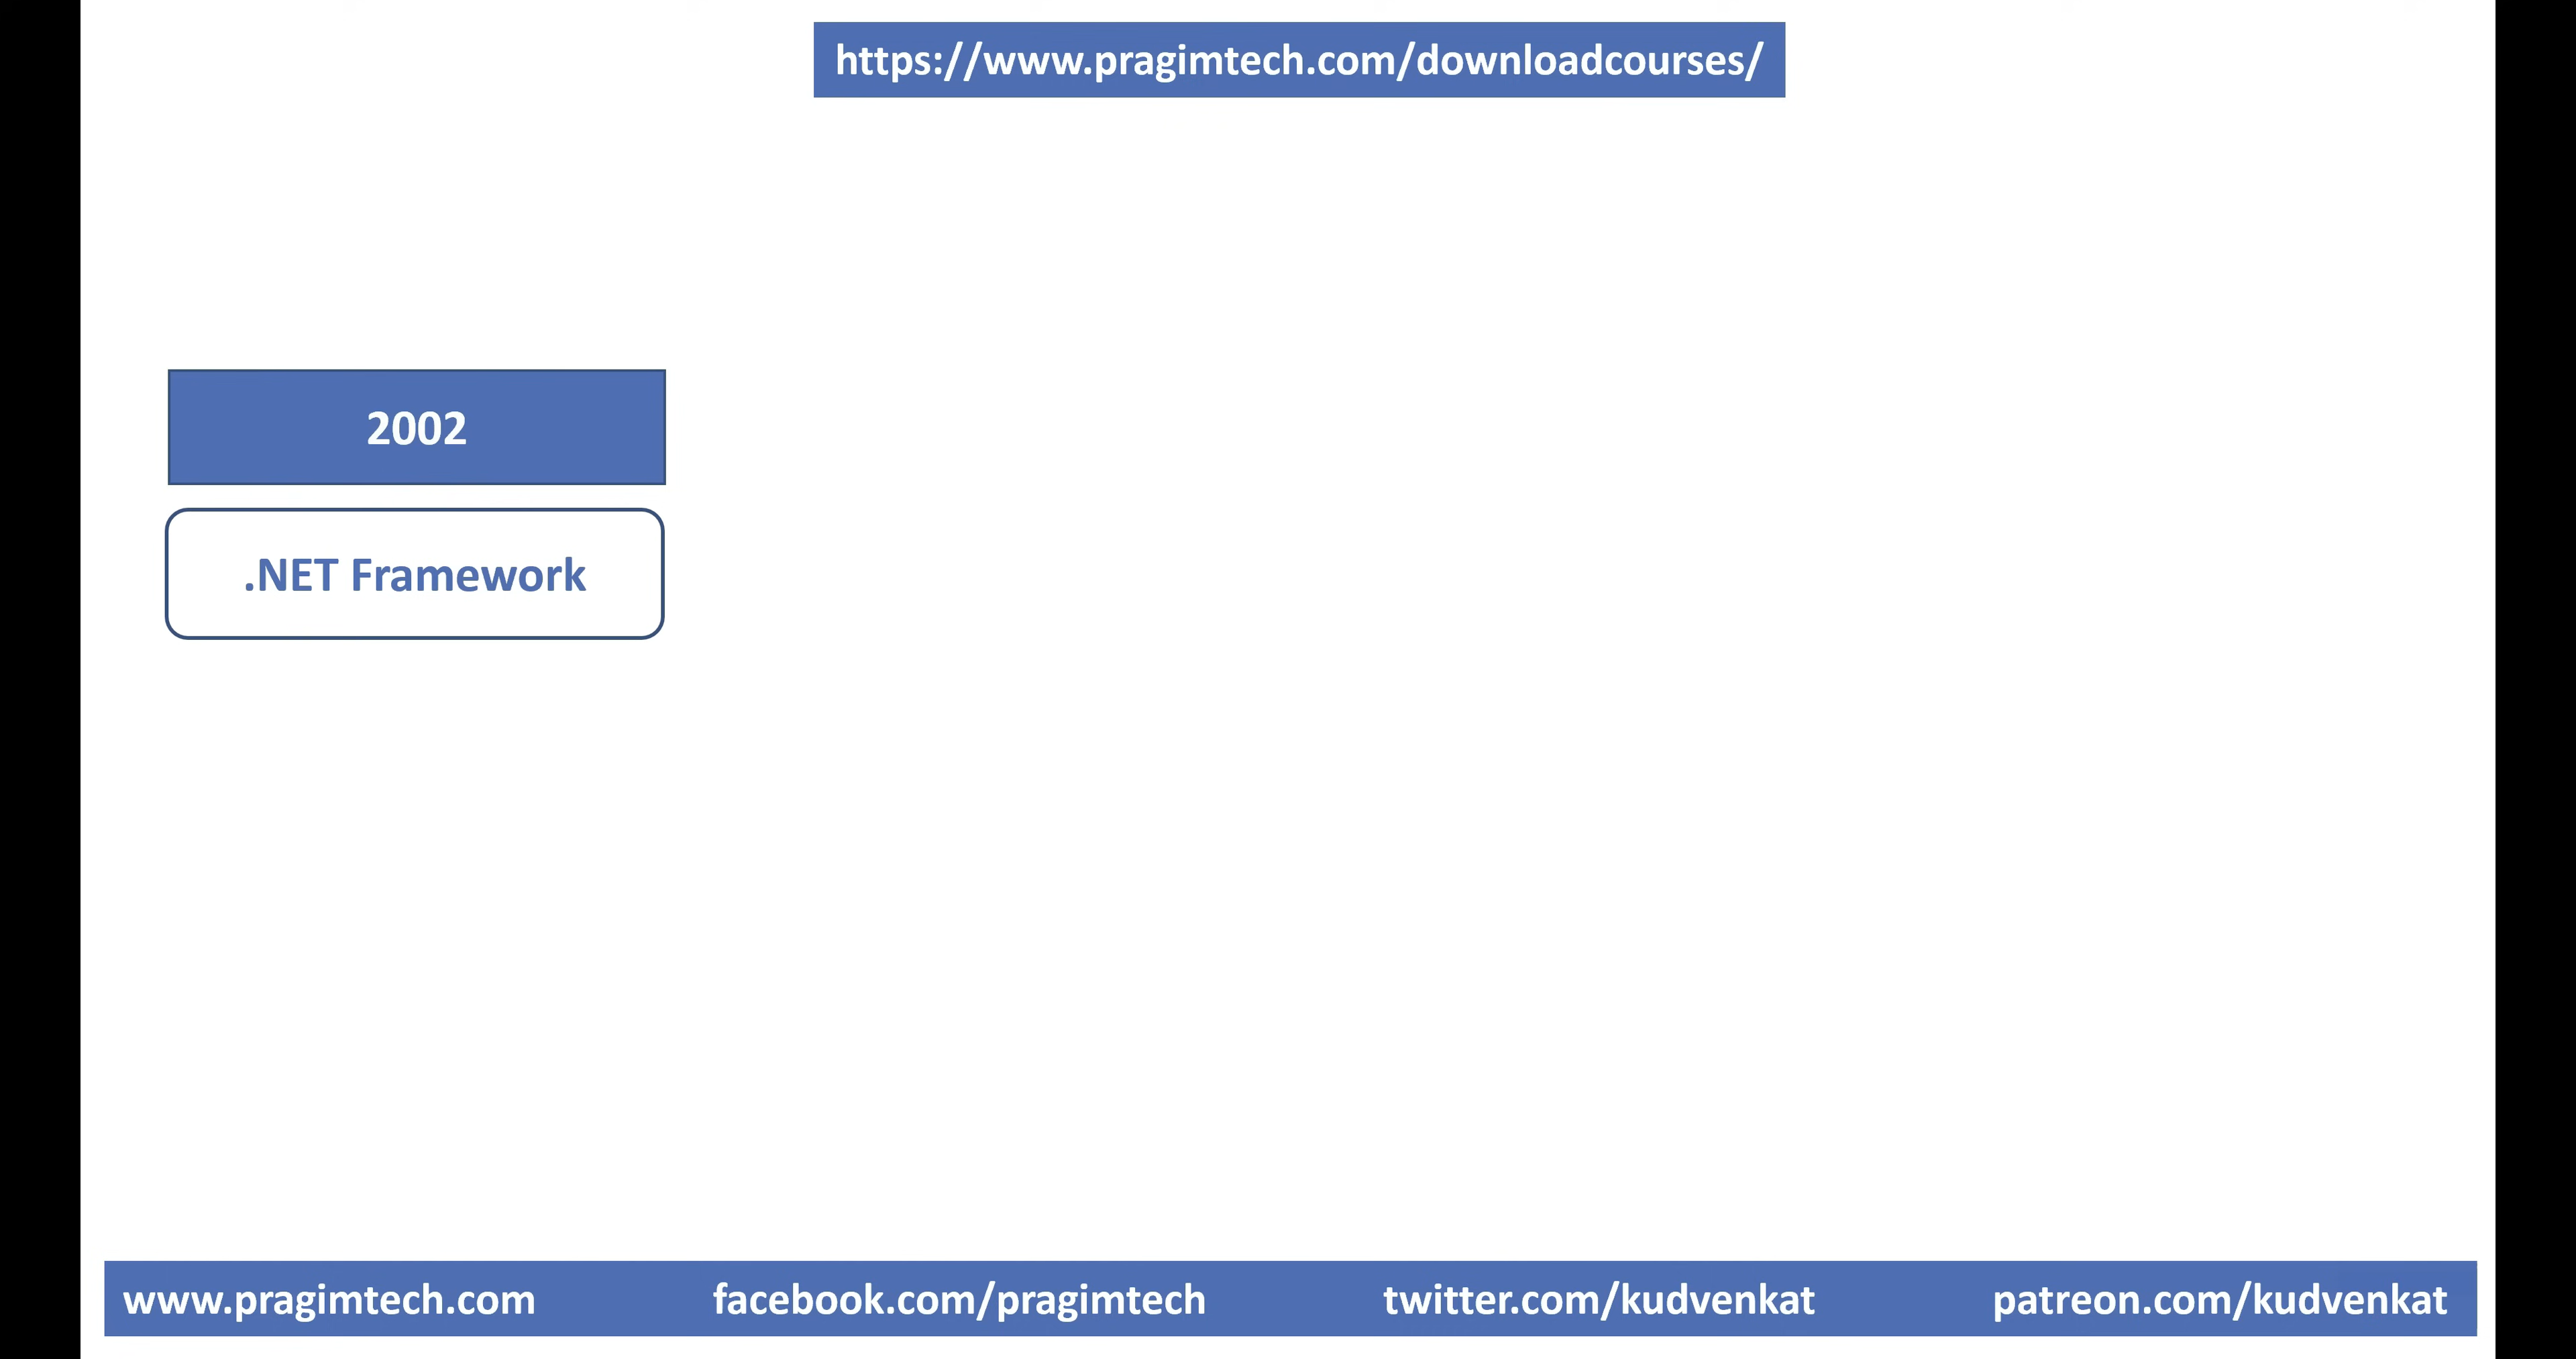 https://www.pragimtech.com/downloadcourses/
2002
.NET Framework
www.pragimtech.com facebook.com/pragimtech twitter.com/kudvenkat patreon.com/kudvenkat